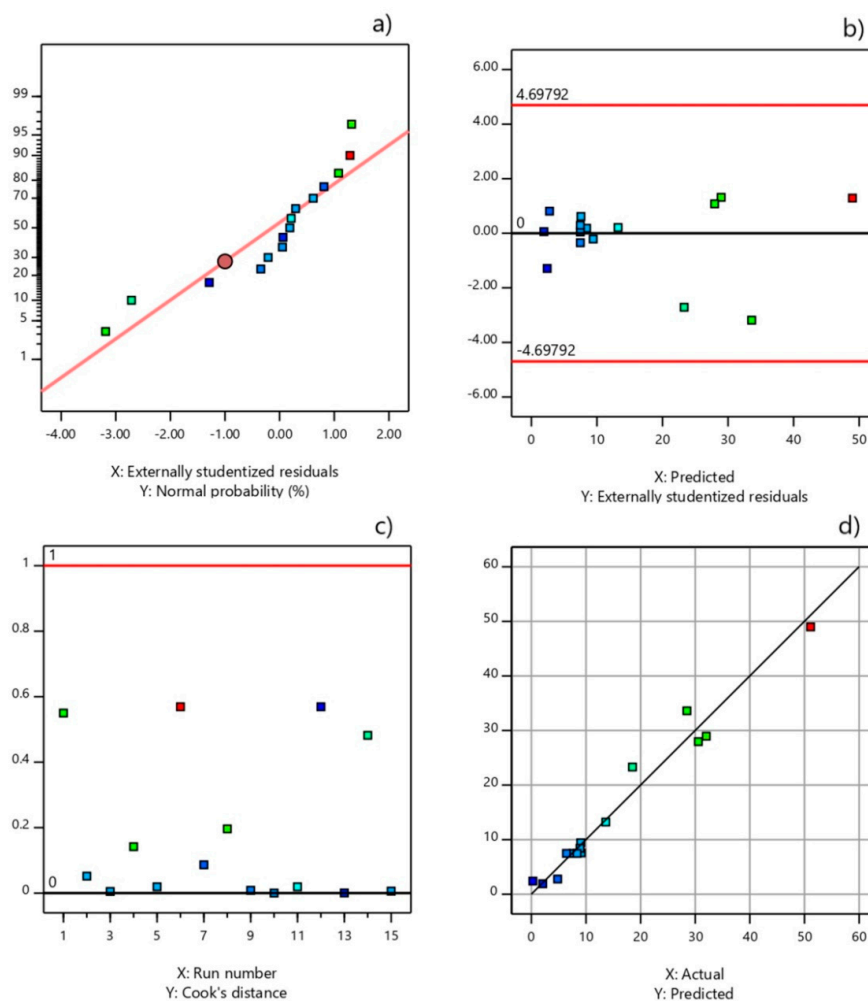 a)
99
95
90
80
70
50
30
20
10
5
1
-4.00 -3.00 -2.00 -1.00 0.00 1.00 2.00
X: Externally studentized residuals
Y: Normal probability (%)
b)
6.00
4.69792
4.00
2.00
0.00 0
-2.00
-4.00
-4.69792
-6.00
0 10 20 30 40 50
X: Predicted
Y: Externally studentized residuals
c)
1
1
0.8
0.6
0.4
0.2
0
0
1 3 5 7 9 11 13 15
X: Run number
Y: Cook's distance
d)
60
50
40
30
20
10
0
0 10 20 30 40 50 60
X: Actual
Y: Predicted